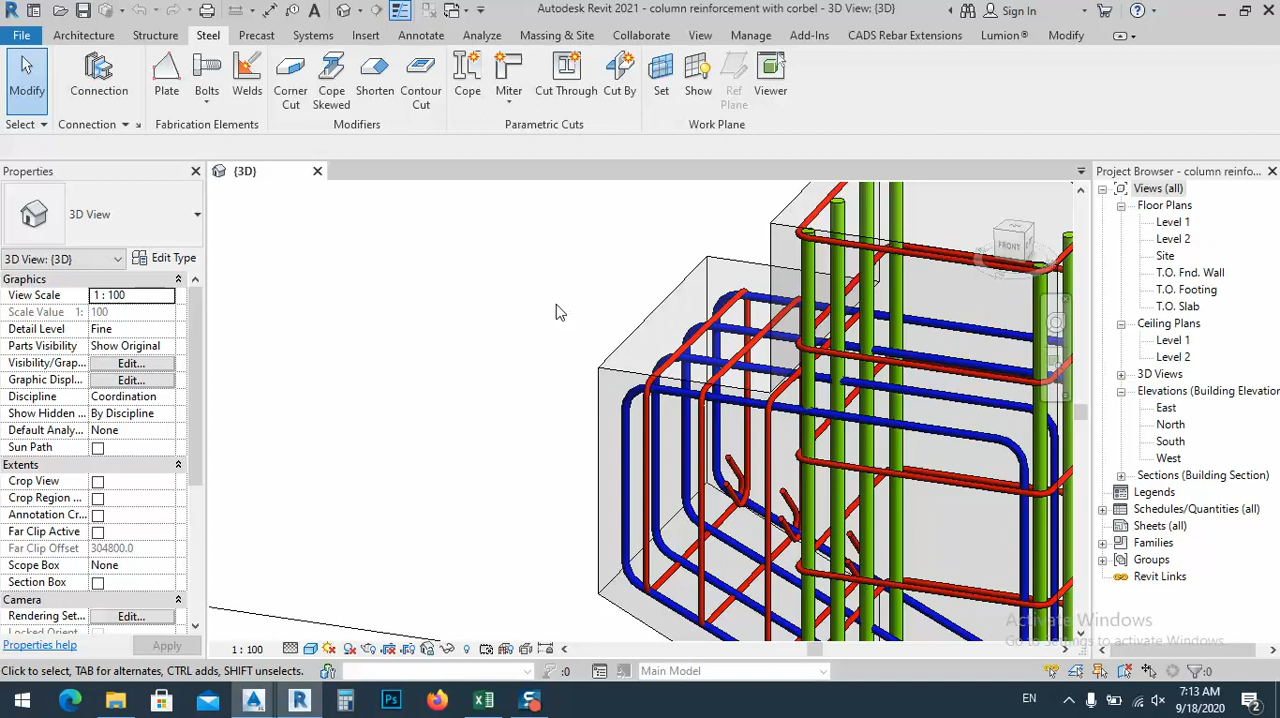 Autodesk Revit 2021 - column reinforcement with corbel - 3D View: {3D}
Sign In
File Architecture Structure Steel Precast Systems Insert Annotate Analyze Massing & Site Collaborate View Manage Add-Ins CADS Rebar Extensions Lumion® Modify
Modify Connection Plate Bolts Welds Corner Cut Cope Skewed Shorten Contour Cut Cope Miter Cut Through Cut By Set Show Ref Plane Viewer
Select Connection Fabrication Elements Modifiers Parametric Cuts Work Plane
Properties
{3D}
Project Browser - column reinfo...
3D View
3D View: {3D}
Edit Type
Graphics
View Scale 1 : 100
Scale Value 1: 100
Detail Level Fine
Parts Visibility Show Original
Visibility/Grap... Edit...
Graphic Displ... Edit...
Discipline Coordination
Show Hidden ... By Discipline
Default Analy... None
Sun Path
Extents
Crop View
Crop Region ...
Annotation Cr...
Far Clip Active
Far Clip Offset 304800.0
Scope Box None
Section Box
Camera
Rendering Set... Edit...
Locked Orient
Properties help
Apply
FRONT
Views (all)
Floor Plans
Level 1
Level 2
Site
T.O. Fnd. Wall
T.O. Footing
T.O. Slab
Ceiling Plans
Level 1
Level 2
3D Views
Elevations (Building Elevation
East
North
South
West
Sections (Building Section)
Legends
Schedules/Quantities (all)
Sheets (all)
Families
Groups
Revit Links
Activate Windows
Go to Settings to activate Windows.
1 : 100
Click to select, TAB for alternates, CTRL adds, SHIFT unselects.
:0
Main Model
:0
EN
7:13 AM
9/18/2020
2